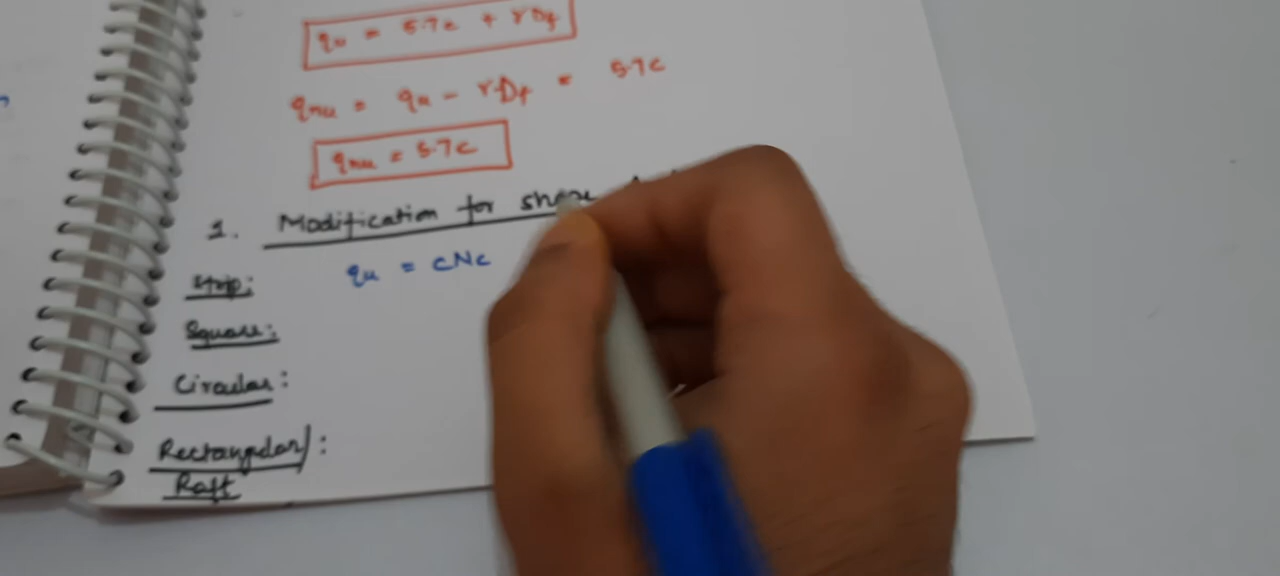 qu = 5.7c + γDf
qnu = qu - γDf = 5.7c
qnu = 5.7c
1. Modification for shape
Strip: qu = cNc
Square:
Circular:
Rectangular/:
Raft